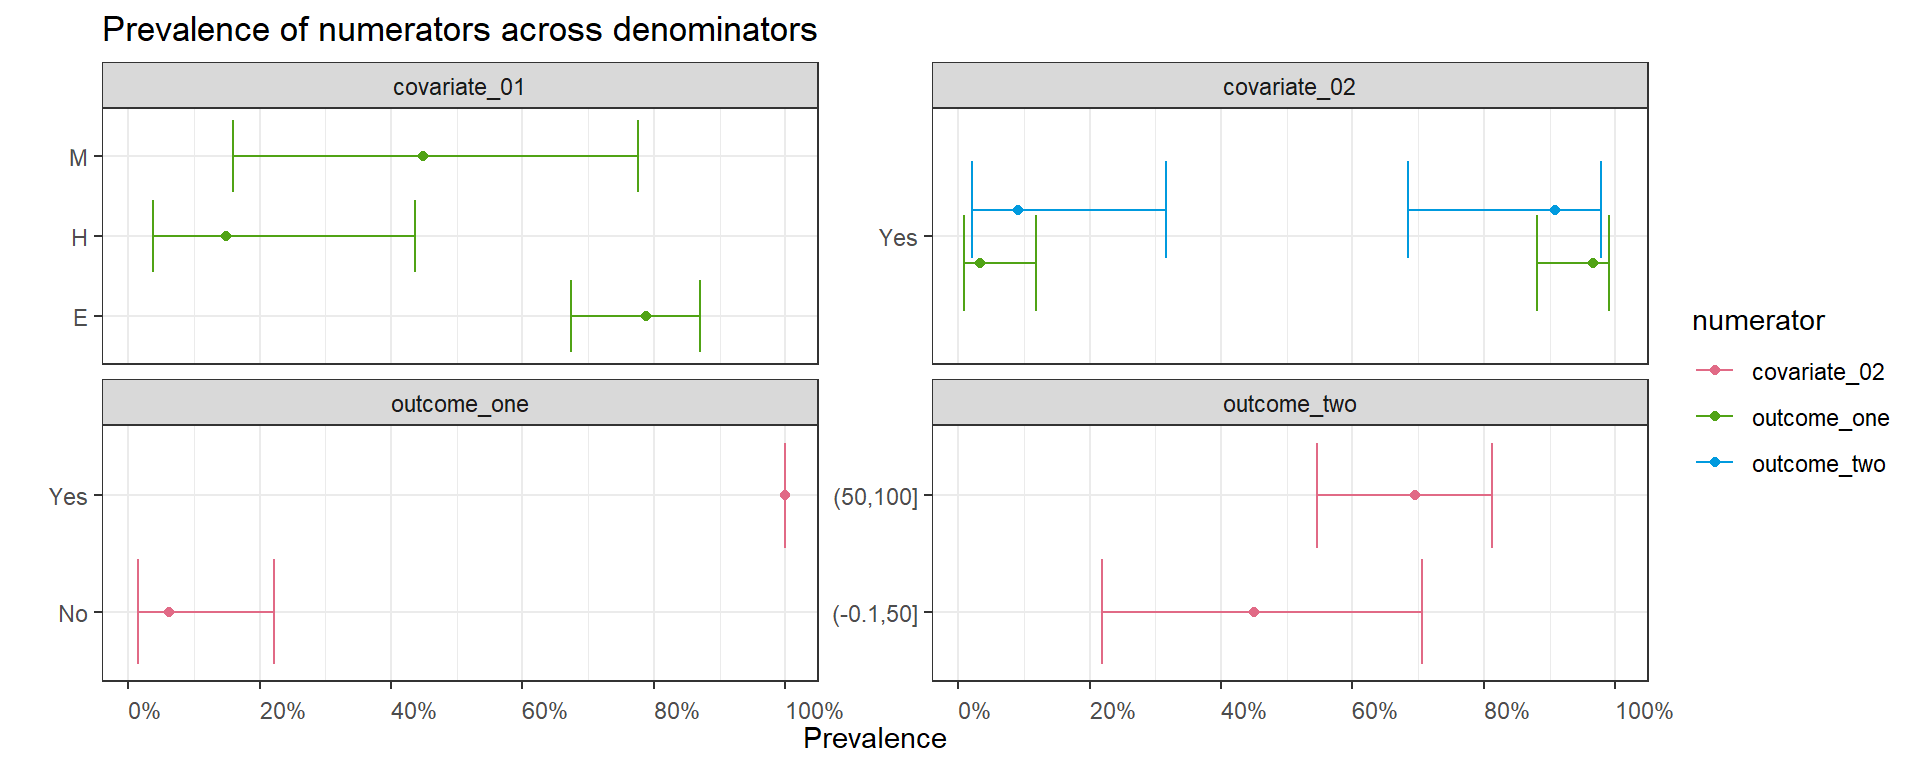 Prevalence of numerators across denominators
covariate_01
M
H
E
covariate_02
Yes
outcome_one
Yes
No
0% 20% 40% 60% 80% 100%
outcome_two
(50,100]
(-0.1,50]
0% 20% 40% 60% 80% 100%
Prevalence
numerator
covariate_02
outcome_one
outcome_two